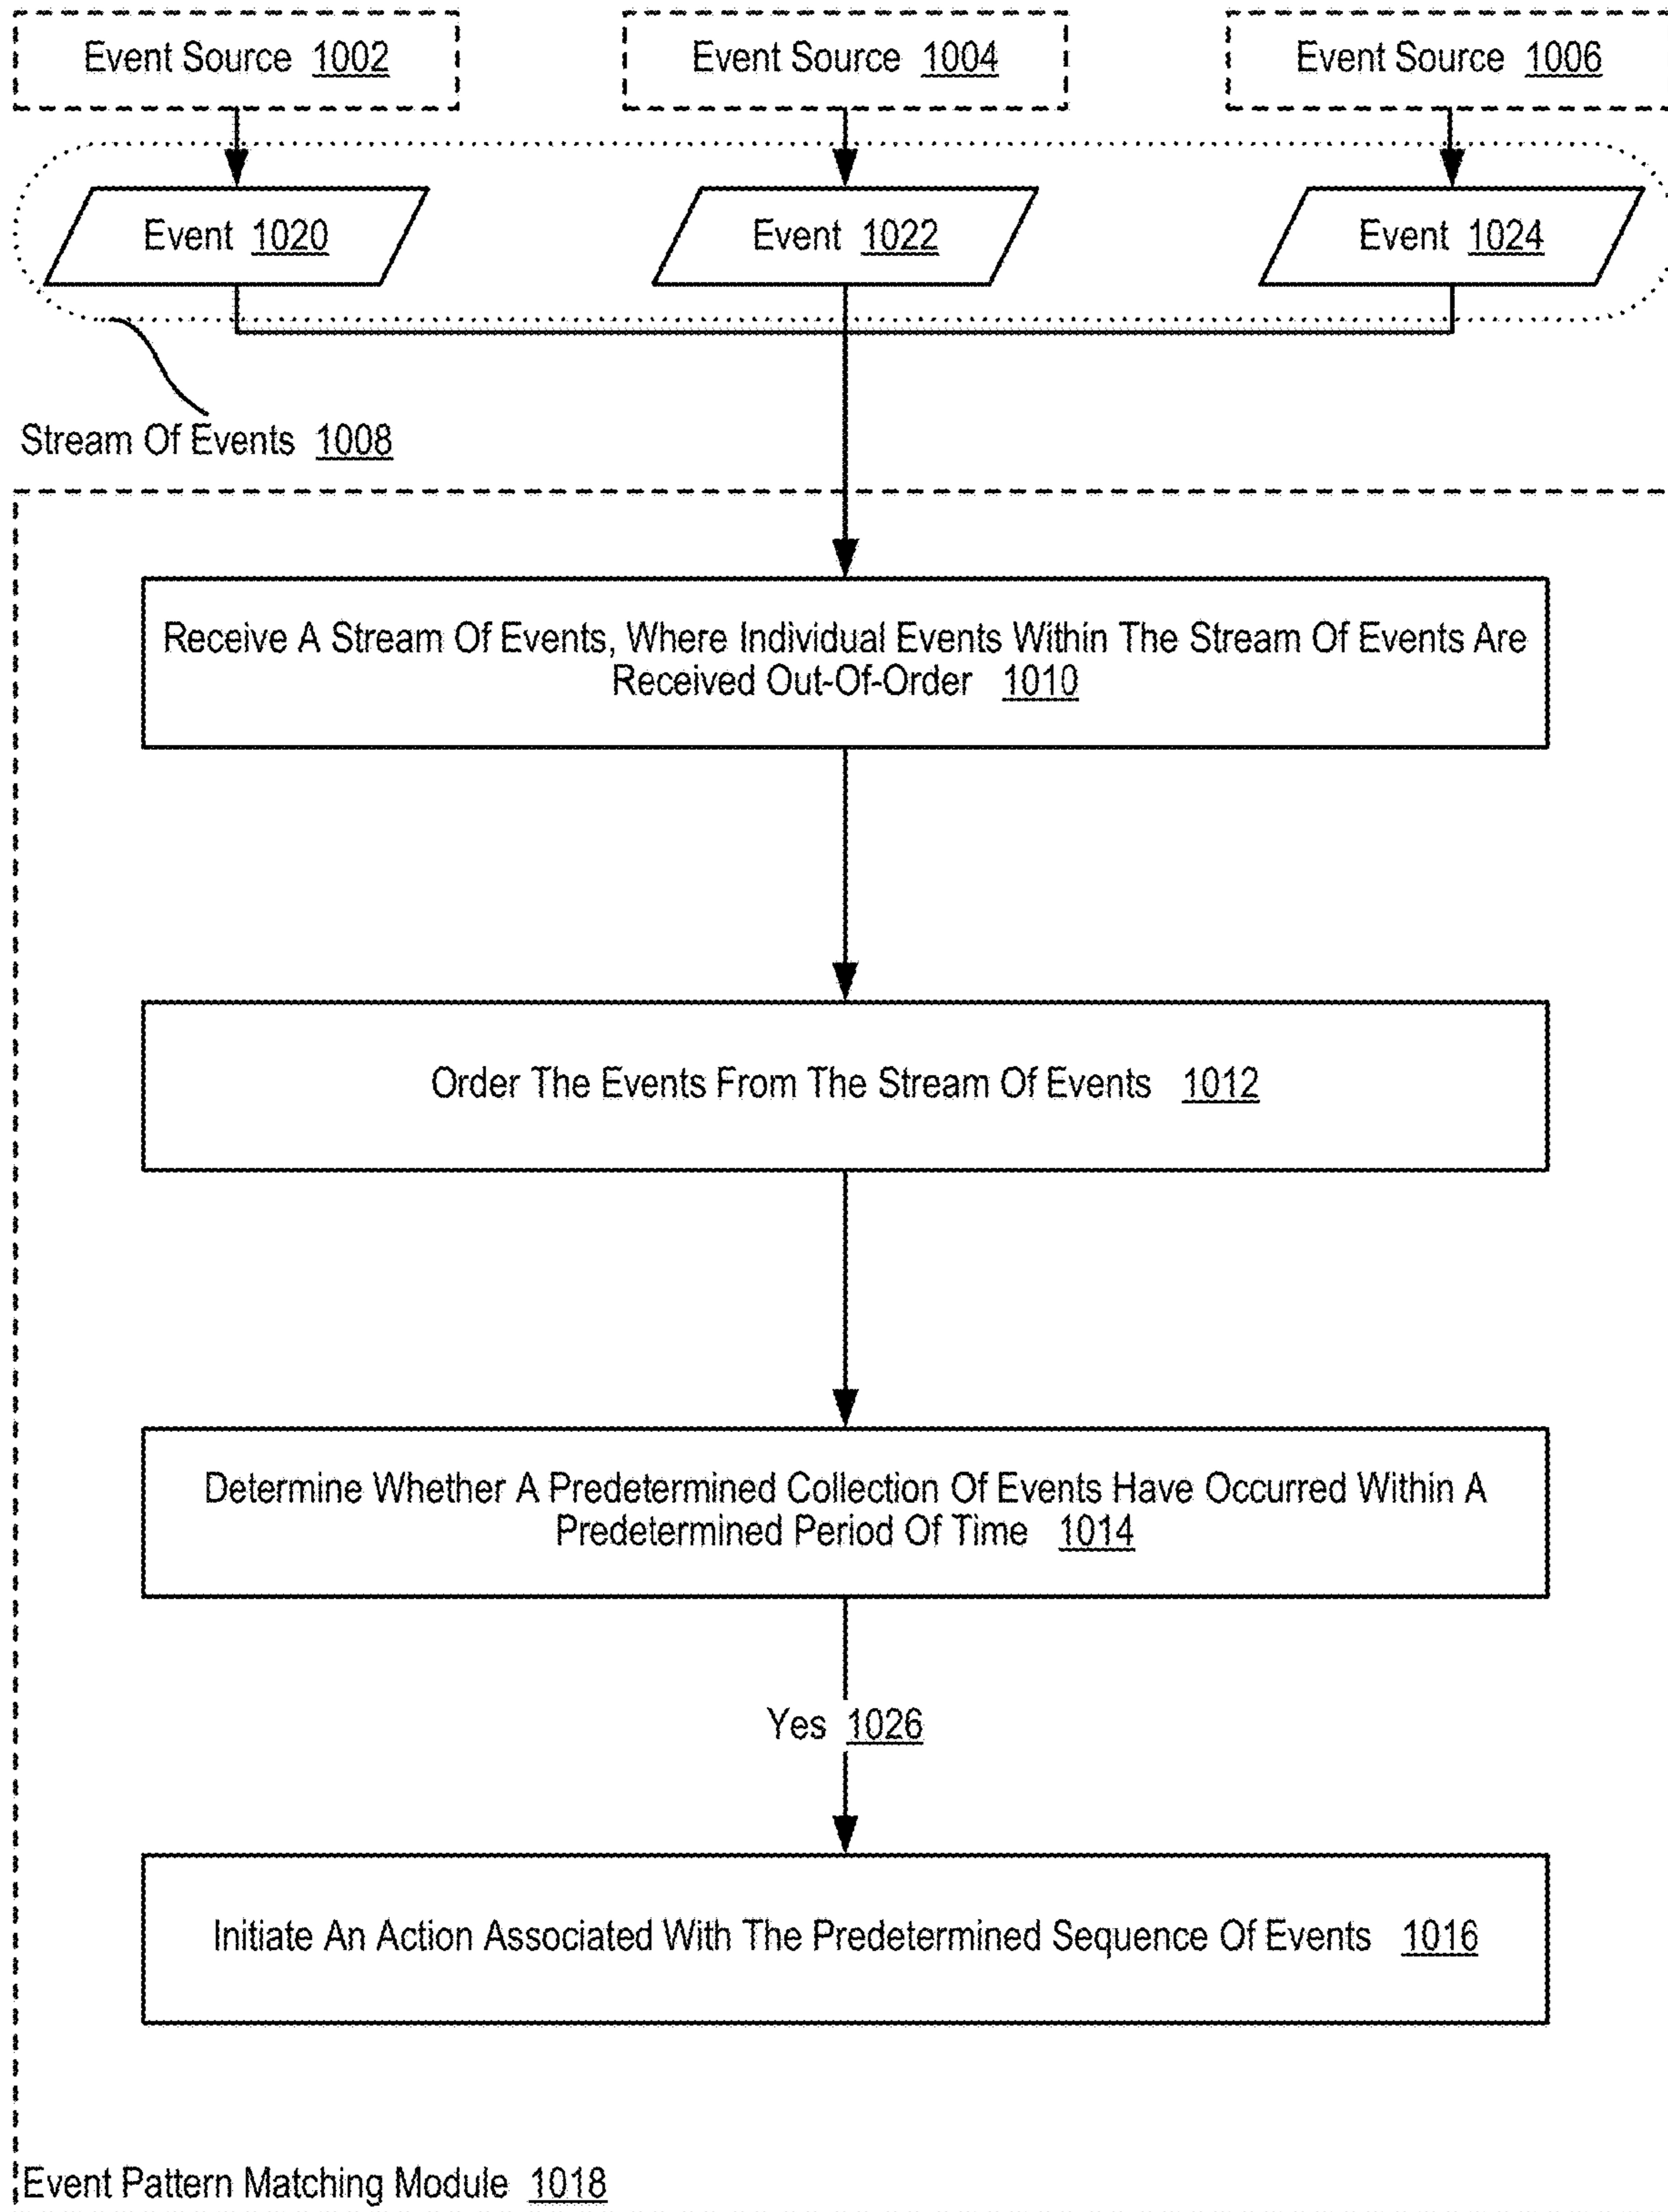 Event Source 1002
Event Source 1004
Event Source 1006
Event 1020
Event 1022
Event 1024
Stream Of Events 1008
Receive A Stream Of Events, Where Individual Events Within The Stream Of Events Are
Received Out-Of-Order 1010
Order The Events From The Stream Of Events 1012
Determine Whether A Predetermined Collection Of Events Have Occurred Within A
Predetermined Period Of Time 1014
Yes 1026
Initiate An Action Associated With The Predetermined Sequence Of Events 1016
Event Pattern Matching Module 1018